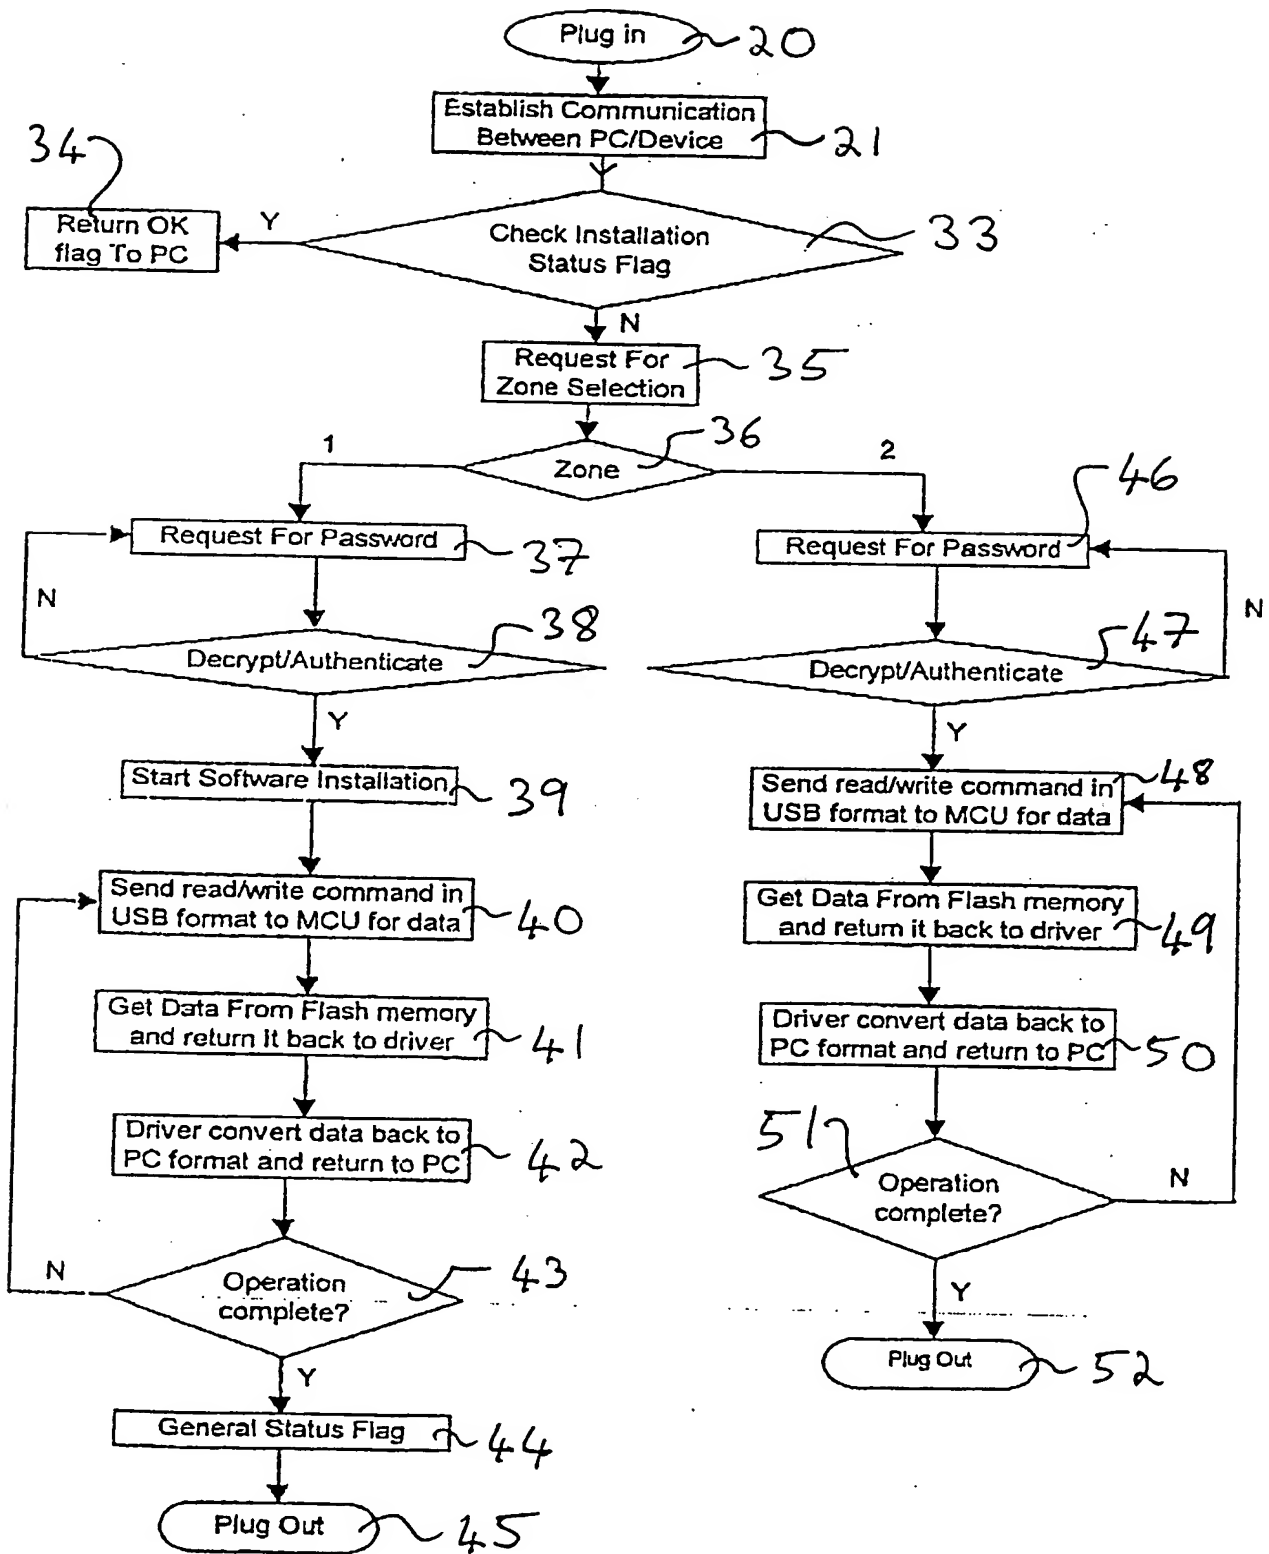 Plug in
20
Establish Communication
Between PC/Device
21
34
Return OK
flag To PC
Y
Check Installation
Status Flag
33
N
Request For
Zone Selection
35
Zone
36
1
2
Request For Password
37
N
Decrypt/Authenticate
38
Y
Start Software Installation
39
Send read/write command in
USB format to MCU for data
40
Get Data From Flash memory
and return it back to driver
41
Driver convert data back to
PC format and return to PC
42
Operation
complete?
43
N
Y
General Status Flag
44
Plug Out
45
46
Request For Password
N
Decrypt/Authenticate
47
Y
Send read/write command in
USB format to MCU for data
48
Get Data From Flash memory
and return it back to driver
49
Driver convert data back to
PC format and return to PC
50
51
Operation
complete?
N
Y
Plug Out
52